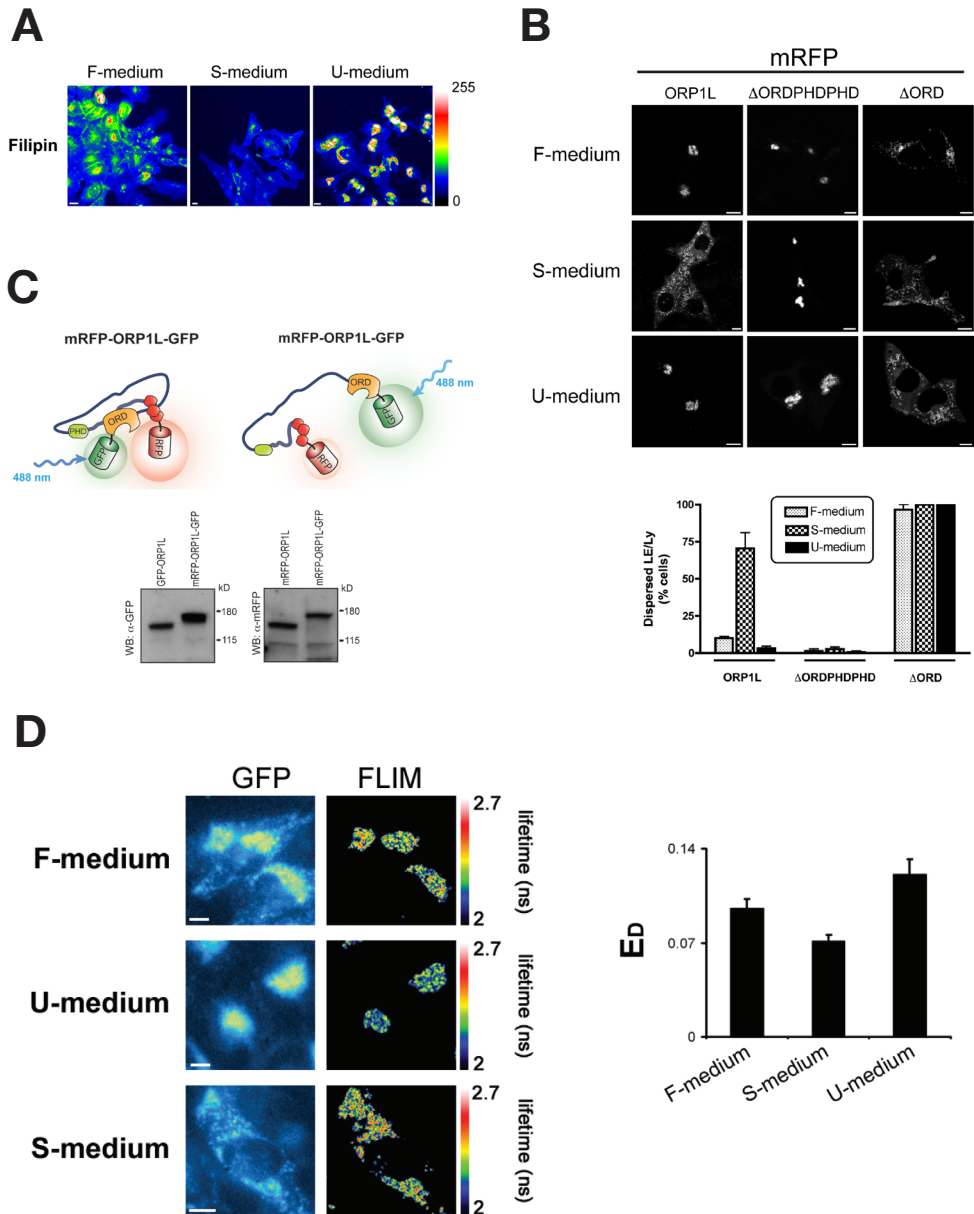 A
F-medium S-medium U-medium
Filipin
255
0
B
mRFP
ORP1L ΔORDPHDPHD ΔORD
F-medium
S-medium
U-medium
100
75
50
25
0
Dispersed LE/Ly
(% cells)
F-medium
S-medium
U-medium
ORP1L ΔORDPHDPHD ΔORD
C
mRFP-ORP1L-GFP mRFP-ORP1L-GFP
PHD ORD GFP RFP
488 nm
ORD GFP RFP
488 nm
GFP-ORP1L mRFP-ORP1L-GFP kD
180
115
WB: α-GFP
mRFP-ORP1L mRFP-ORP1L-GFP kD
180
115
WB: α-mRFP
D
GFP FLIM
F-medium
2.7
2
lifetime (ns)
U-medium
2.7
2
lifetime (ns)
S-medium
2.7
2
lifetime (ns)
0.14
0.07
0
ED
F-medium S-medium U-medium